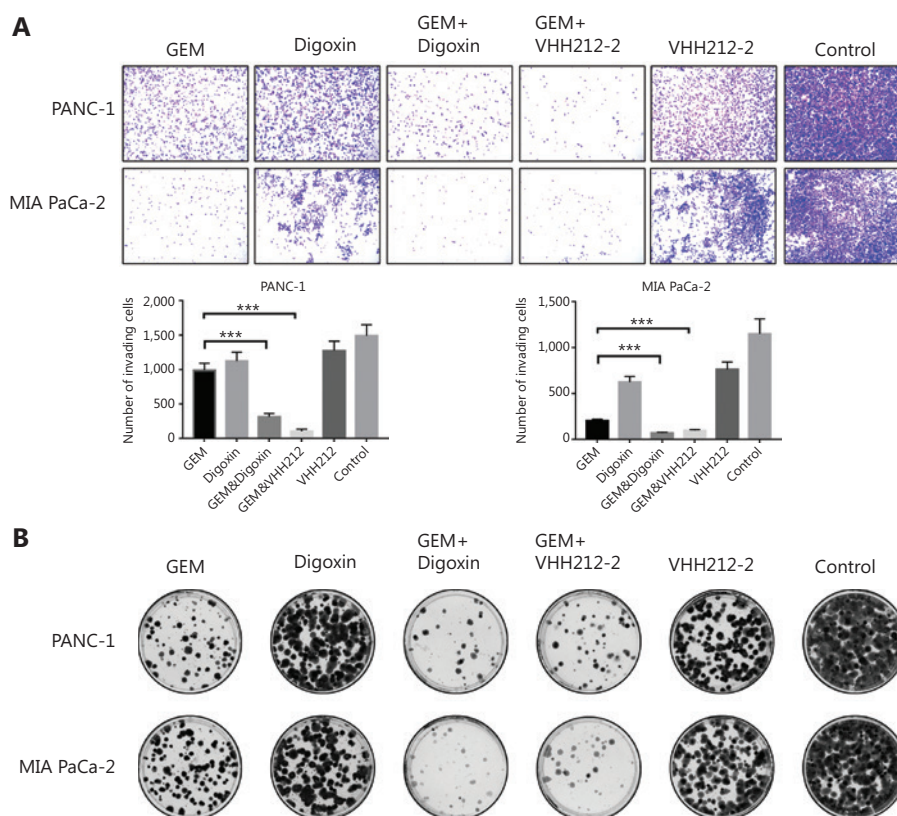 A
GEM Digoxin GEM+ Digoxin GEM+ VHH212-2 VHH212-2 Control
PANC-1
MIA PaCa-2
PANC-1
Number of invading cells
2,000
1,500
1,000
500
0
*** 
***
GEM Digoxin GEM&Digoxin GEM&VHH212 VHH212 Control
MIA PaCa-2
Number of invading cells
1,500
1,000
500
0
***
***
GEM Digoxin GEM&Digoxin GEM&VHH212 VHH212 Control
B
GEM Digoxin GEM+ Digoxin GEM+ VHH212-2 VHH212-2 Control
PANC-1
MIA PaCa-2